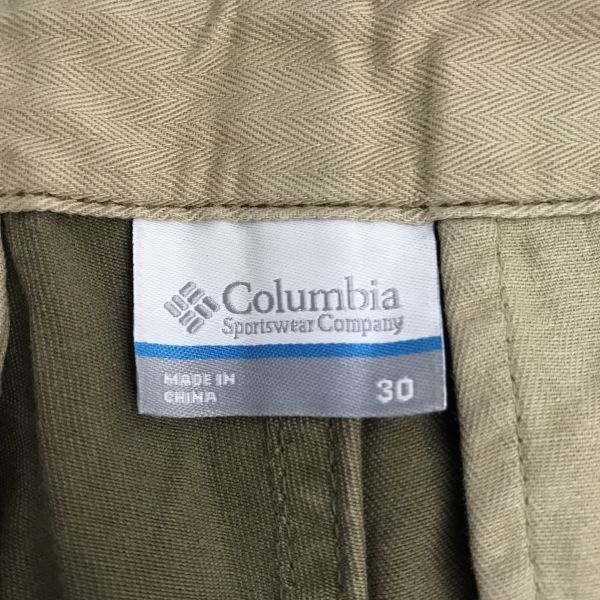 Columbia
Sportswear Company
MADE IN
CHINA
30